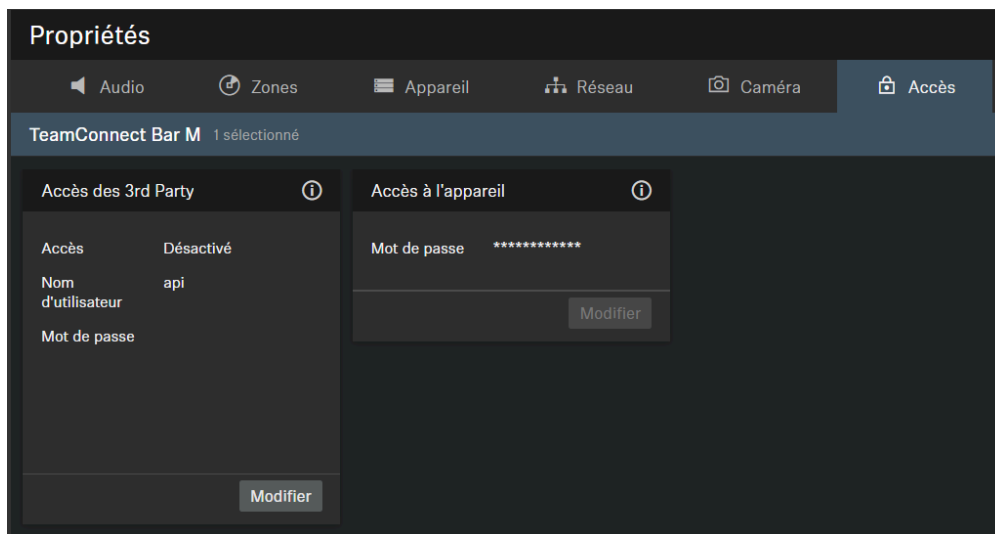 Propriétés
Audio Zones Appareil Réseau Caméra Accès
TeamConnect Bar M 1 sélectionné
Accès des 3rd Party
Accès Désactivé
Nom d'utilisateur api
Mot de passe
Modifier
Accès à l'appareil
Mot de passe ************
Modifier